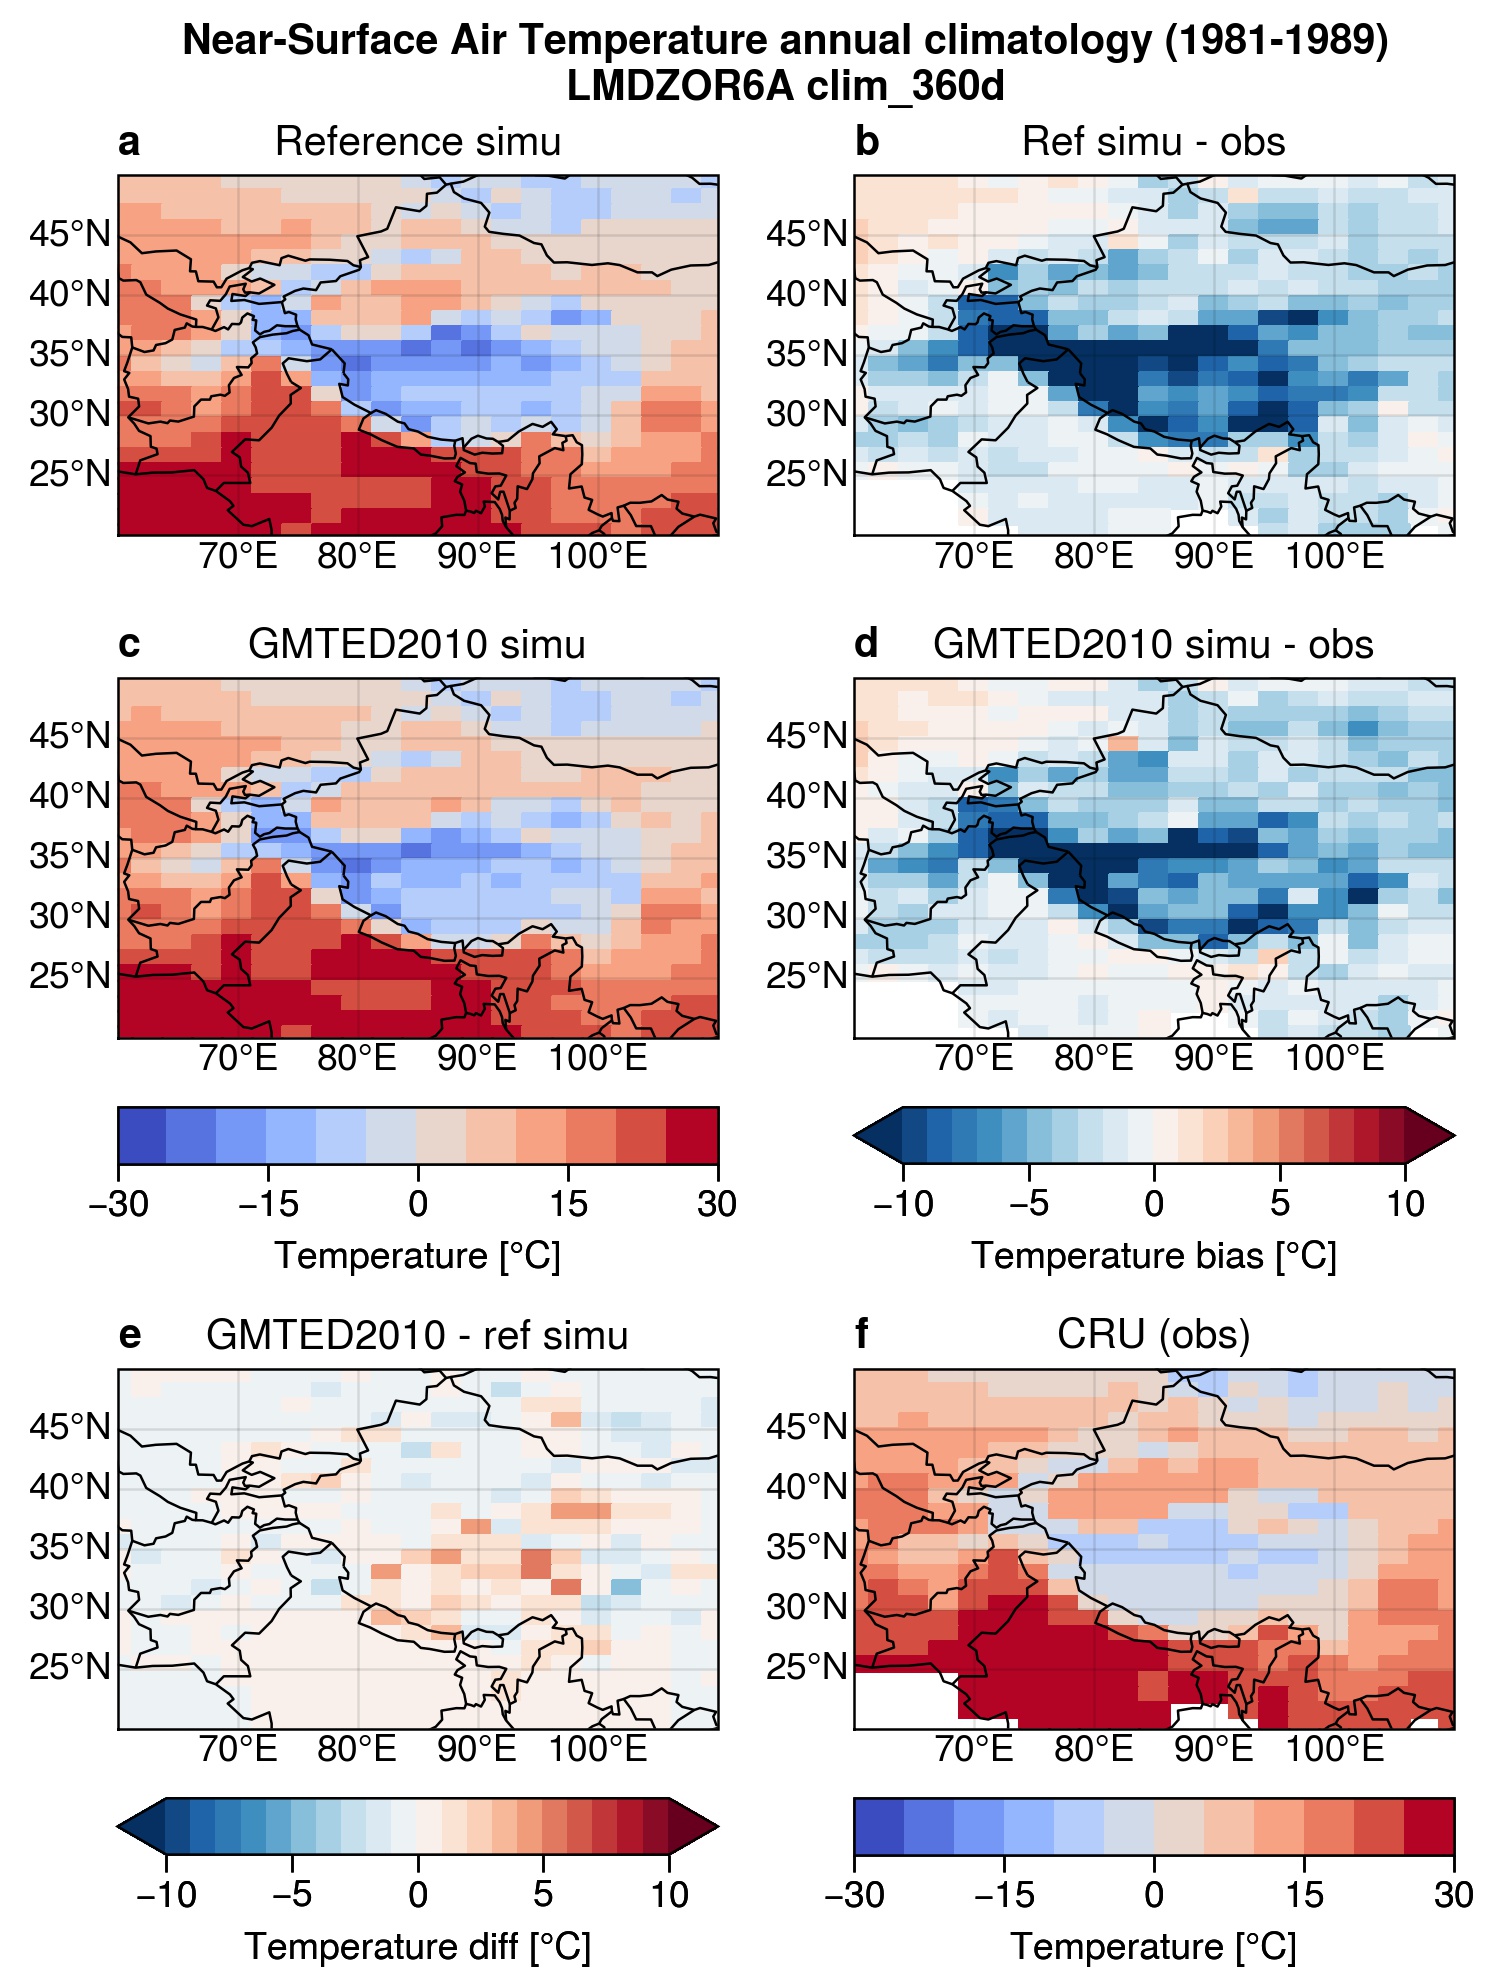 Near-Surface Air Temperature annual climatology (1981-1989)
LMDZOR6A clim_360d
a Reference simu
45°N
40°N
35°N
30°N
25°N
70°E 80°E 90°E 100°E
b Ref simu - obs
45°N
40°N
35°N
30°N
25°N
70°E 80°E 90°E 100°E
c GMTED2010 simu
45°N
40°N
35°N
30°N
25°N
70°E 80°E 90°E 100°E
d GMTED2010 simu - obs
45°N
40°N
35°N
30°N
25°N
70°E 80°E 90°E 100°E
−30 −15 0 15 30
Temperature [°C]
−10 −5 0 5 10
Temperature bias [°C]
e GMTED2010 - ref simu
45°N
40°N
35°N
30°N
25°N
70°E 80°E 90°E 100°E
f CRU (obs)
45°N
40°N
35°N
30°N
25°N
70°E 80°E 90°E 100°E
−10 −5 0 5 10
Temperature diff [°C]
−30 −15 0 15 30
Temperature [°C]